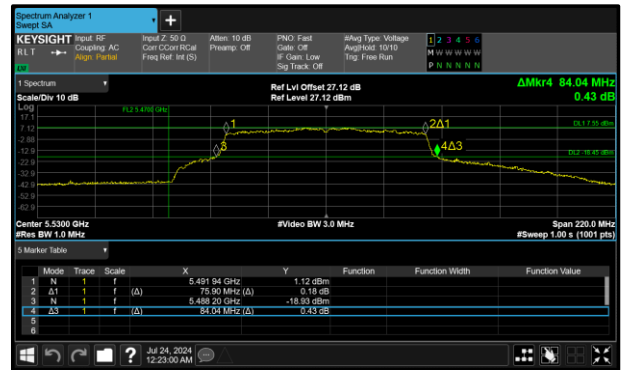 Spectrum Analyzer 1
Swept SA
KEYSIGHT Input: RF Input Z: 50 Ω Atten: 10 dB PNO: Fast #Avg Type: Voltage 1 2 3 4 5 6
RLT Coupling: AC Corr CCorr RCal Preamp: Off Gate: Off Avg|Hold: 10/10 M W W W W W
Align: Partial Freq Ref: Int (S) IF Gain: Low Trig: Free Run
LW Sig Track: Off P N N N N N
1 Spectrum Ref Lvl Offset 27.12 dB ΔMkr4 84.04 MHz
Scale/Div 10 dB Ref Level 27.12 dBm 0.43 dB
Log
17.1 FL2 5.4700 GHz
7.12 1 2Δ1 DL1 7.55 dBm
-2.88
-12.9 3 4Δ3 DL2 -18.45 dBm
-22.9
-32.9
-42.9
-52.9
-62.9
Center 5.5300 GHz #Video BW 3.0 MHz Span 220.0 MHz
#Res BW 1.0 MHz #Sweep 1.00 s (1001 pts)
5 Marker Table
Mode Trace Scale X Y Function Function Width Function Value
1 N 1 f 5.491 94 GHz 1.12 dBm
2 Δ1 1 f (Δ) 75.90 MHz (Δ) 0.18 dB
3 N 1 f 5.488 20 GHz -18.93 dBm
4 Δ3 1 f (Δ) 84.04 MHz (Δ) 0.43 dB
5
6
? Jul 24, 2024
12:23:00 AM